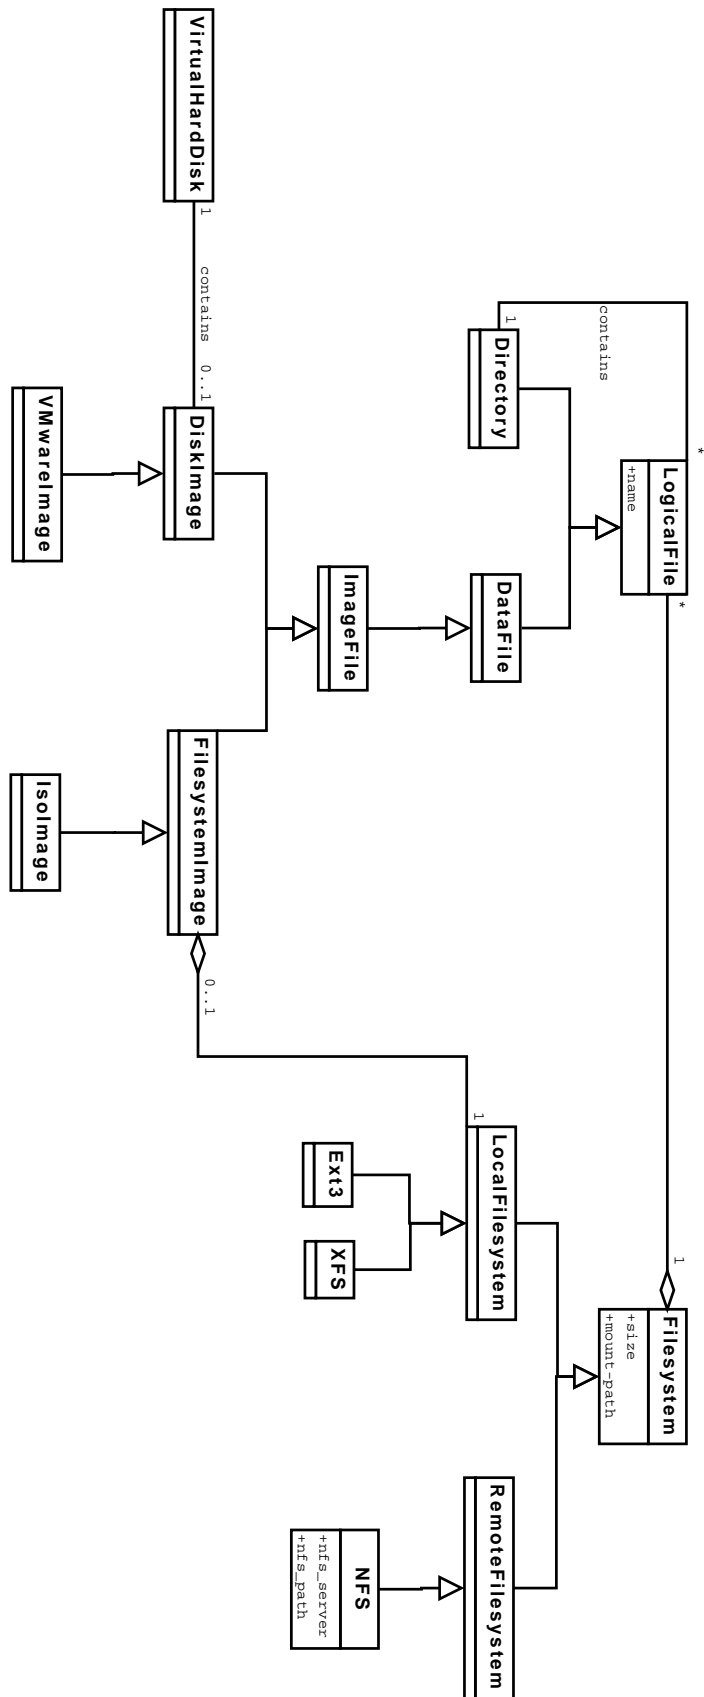 *
LogicalFile
+name
*
1
Filesystem
+size
+mount-path
contains
1
Directory
DataFile
1
LocalFilesystem
RemoteFilesystem
ImageFile
Ext3
XFS
NFS
+nfs_server
+nfs_path
VirtualHardDisk
1
contains
0..1
DiskImage
FilesystemImage
0..1
VMwareImage
IsoImage